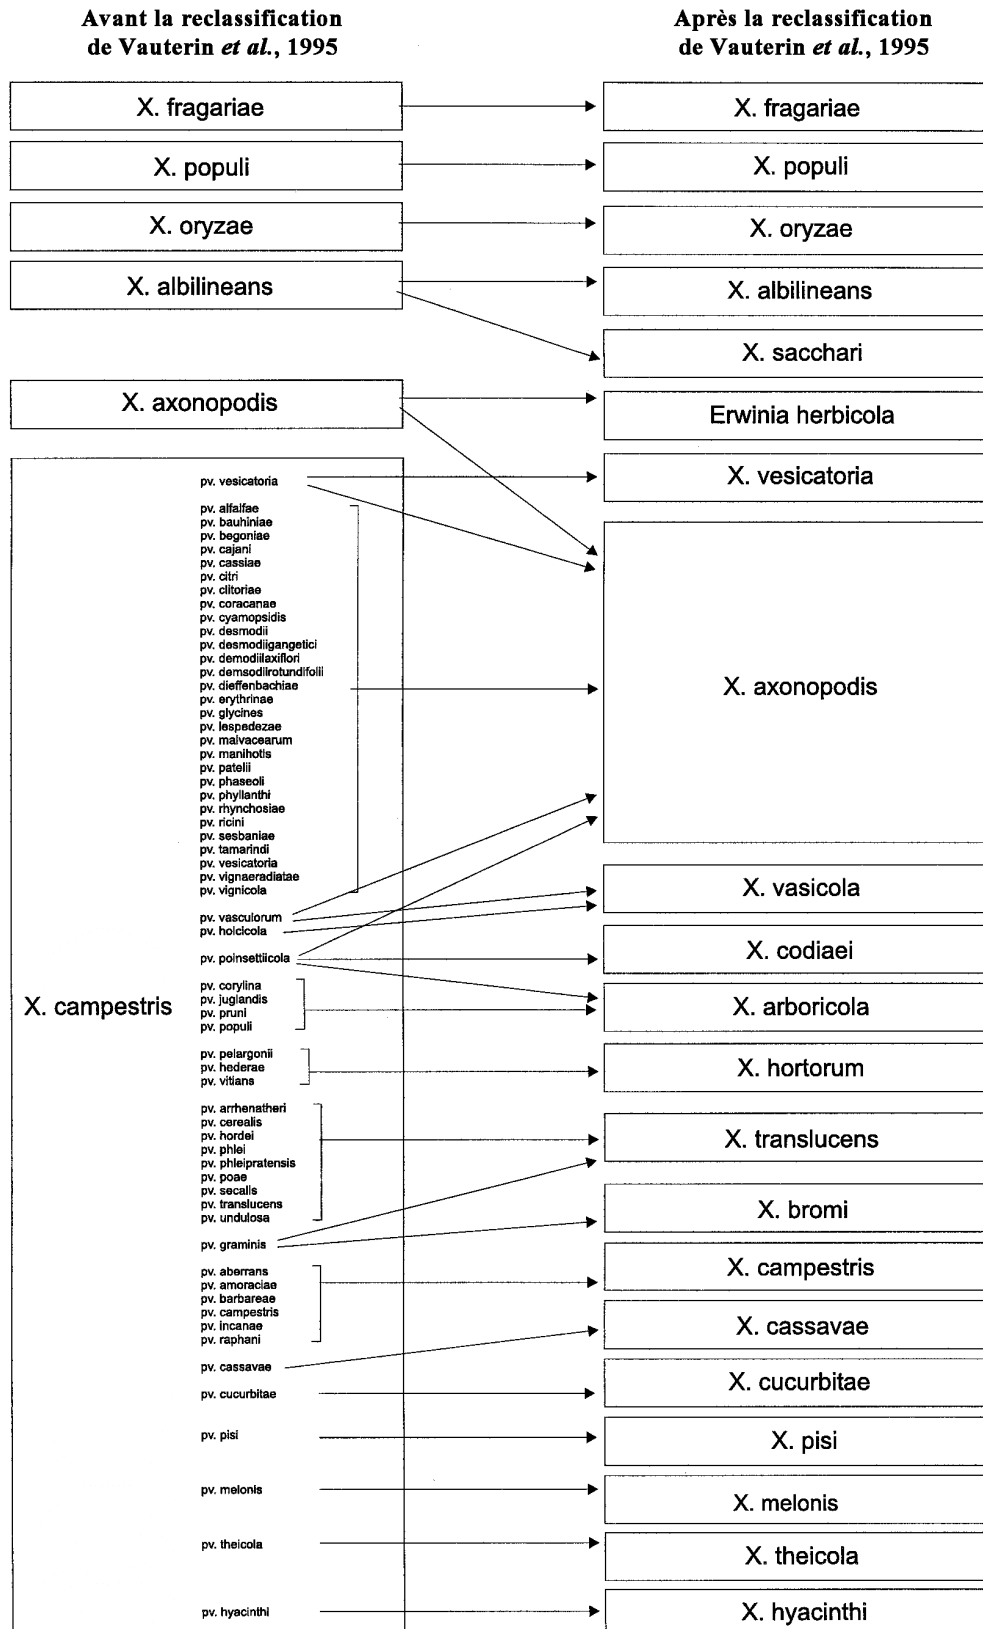 Avant la reclassification
de Vauterin et al., 1995
X. fragariae
X. populi
X. oryzae
X. albilineans
X. axonopodis
X. campestris
pv. vesicatoria
pv. alfalfae
pv. bauhiniae
pv. begoniae
pv. cajani
pv. cassiae
pv. citri
pv. clitoriae
pv. coracanae
pv. cyamopsidis
pv. desmodii
pv. desmodiigangetici
pv. demodiilaxiflori
pv. demsodiirotundifolii
pv. dieffenbachiae
pv. erythrinae
pv. glycines
pv. lespedezae
pv. malvacearum
pv. manihotis
pv. patelii
pv. phaseoli
pv. phyllanthi
pv. rhynchosiae
pv. ricini
pv. sesbaniae
pv. tamarindi
pv. vesicatoria
pv. vignaeradiatae
pv. vignicola
pv. vasculorum
pv. holcicola
pv. poinsettiicola
pv. corylina
pv. juglandis
pv. pruni
pv. populi
pv. pelargonii
pv. hederae
pv. vitians
pv. arrhenatheri
pv. cerealis
pv. hordei
pv. phlei
pv. phleipratensis
pv. poae
pv. secalis
pv. translucens
pv. undulosa
pv. graminis
pv. aberrans
pv. amoraciae
pv. barbareae
pv. campestris
pv. incanae
pv. raphani
pv. cassavae
pv. cucurbitae
pv. pisi
pv. melonis
pv. theicola
pv. hyacinthi
Après la reclassification
de Vauterin et al., 1995
X. fragariae
X. populi
X. oryzae
X. albilineans
X. sacchari
Erwinia herbicola
X. vesicatoria
X. axonopodis
X. vasicola
X. codiaei
X. arboricola
X. hortorum
X. translucens
X. bromi
X. campestris
X. cassavae
X. cucurbitae
X. pisi
X. melonis
X. theicola
X. hyacinthi